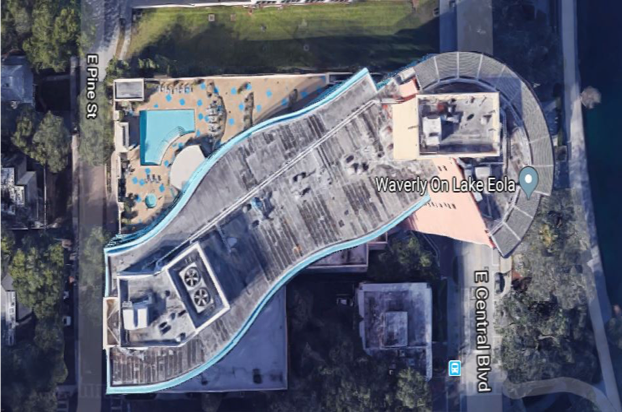 E Pine St
Waverly On Lake Eola
E Central Blvd